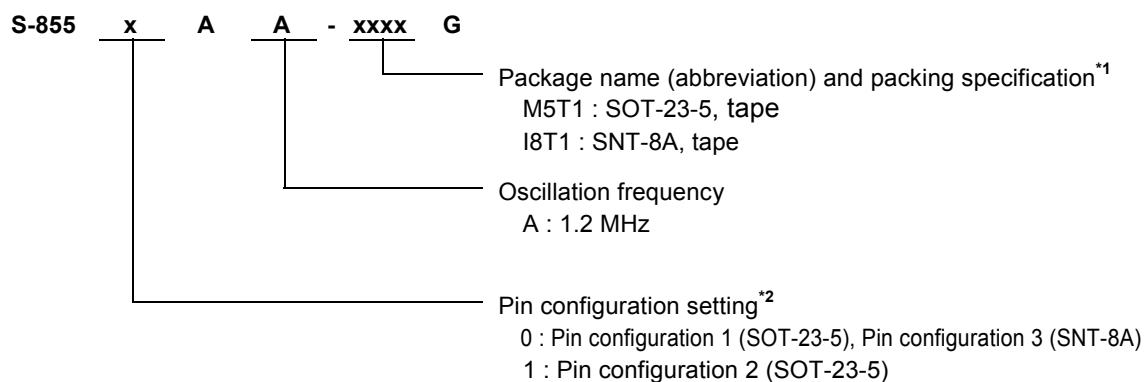 S-855 x A A - xxxx G
Package name (abbreviation) and packing specification*1
M5T1 : SOT-23-5, tape
I8T1 : SNT-8A, tape
Oscillation frequency
A : 1.2 MHz
Pin configuration setting*2
0 : Pin configuration 1 (SOT-23-5), Pin configuration 3 (SNT-8A)
1 : Pin configuration 2 (SOT-23-5)